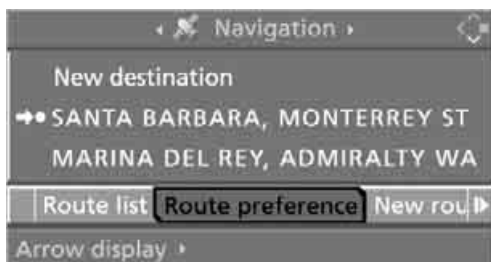 Navigation
New destination
SANTA BARBARA, MONTERREY ST
MARINA DEL REY, ADMIRALTY WA
Route list Route preference New rou
Arrow display